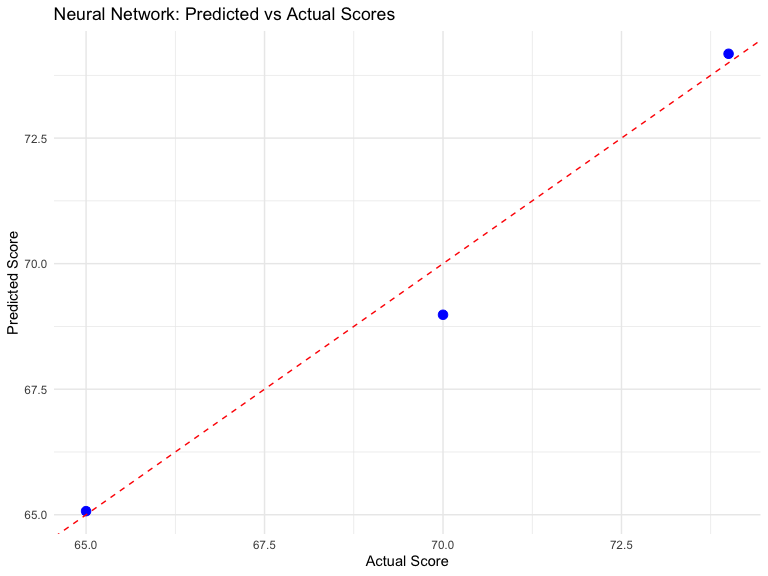 Neural Network: Predicted vs Actual Scores
Predicted Score
72.5
70.0
67.5
65.0
65.0 67.5 70.0 72.5
Actual Score